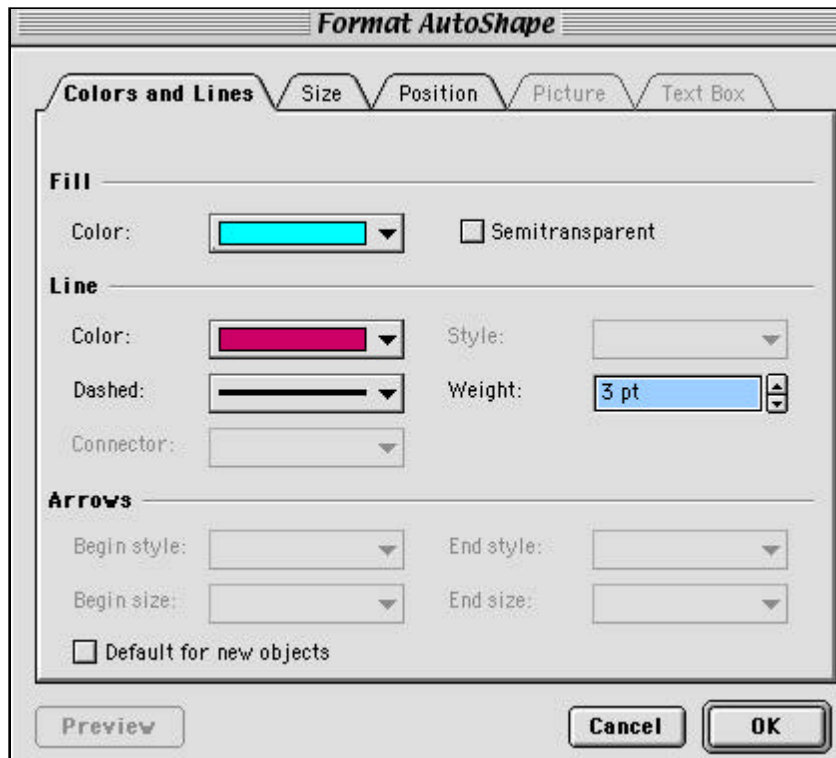 Format AutoShape
Colors and Lines Size Position Picture Text Box
Fill
Color: Semitransparent
Line
Color: Style:
Dashed: Weight: 3 pt
Connector:
Arrows
Begin style: End style:
Begin size: End size:
Default for new objects
Preview Cancel OK